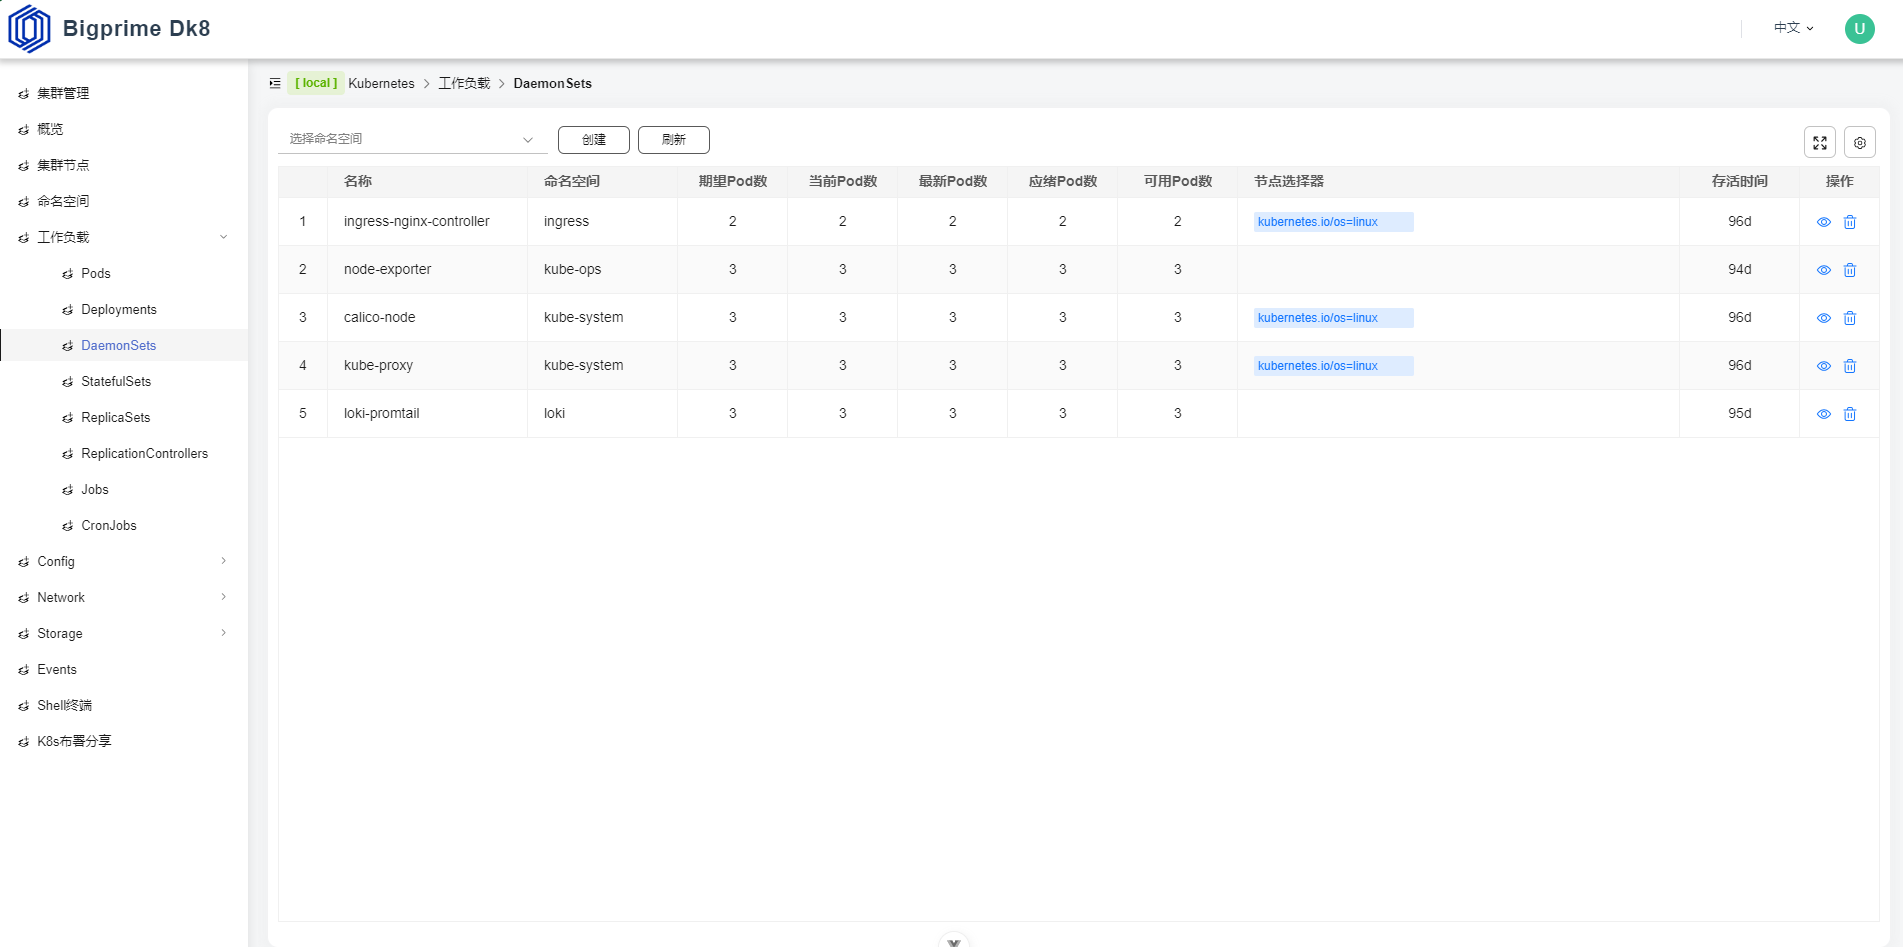 Bigprime Dk8
中文
U
集群管理
概览
集群节点
命名空间
工作负载
Pods
Deployments
DaemonSets
StatefulSets
ReplicaSets
ReplicationControllers
Jobs
CronJobs
Config
Network
Storage
Events
Shell终端
K8s布署分享
[ local ] Kubernetes > 工作负载 > DaemonSets
选择命名空间 创建 刷新
名称 命名空间 期望Pod数 当前Pod数 最新Pod数 应绪Pod数 可用Pod数 节点选择器 存活时间 操作
1 ingress-nginx-controller ingress 2 2 2 2 2 kubernetes.io/os=linux 96d
2 node-exporter kube-ops 3 3 3 3 3 94d
3 calico-node kube-system 3 3 3 3 3 kubernetes.io/os=linux 96d
4 kube-proxy kube-system 3 3 3 3 3 kubernetes.io/os=linux 96d
5 loki-promtail loki 3 3 3 3 3 95d